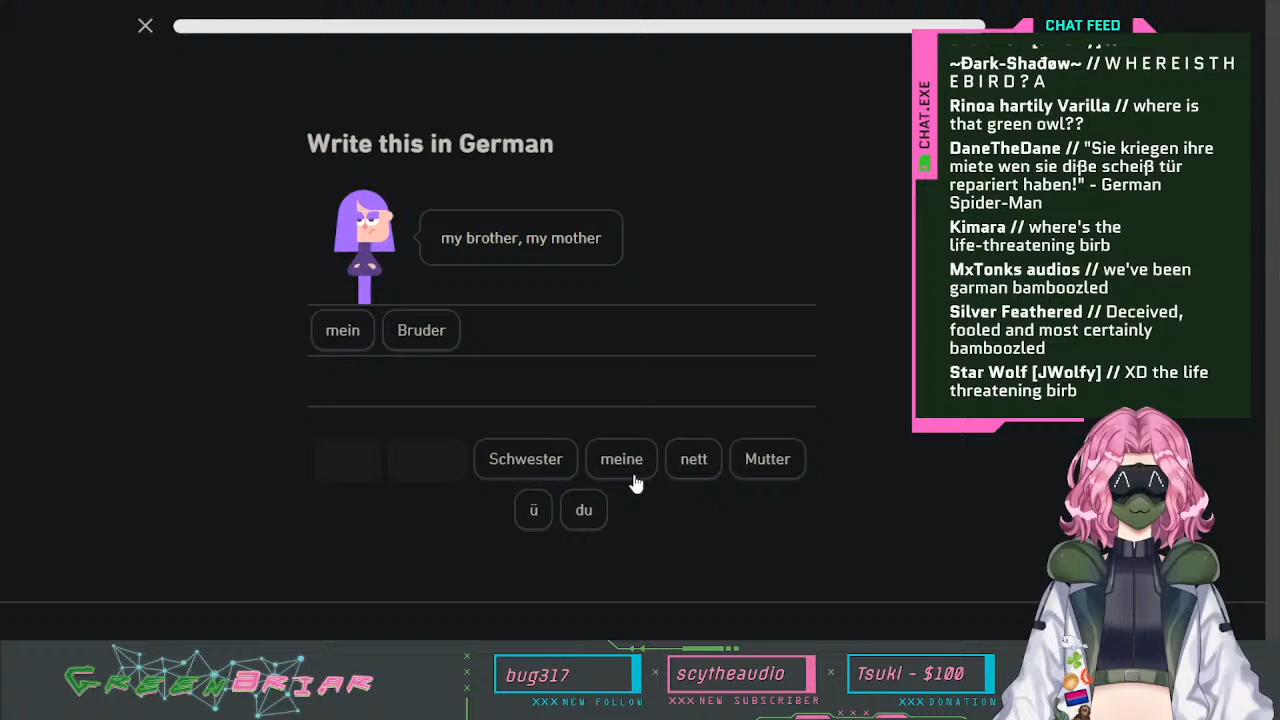 CHAT FEED
CHAT.EXE
~Đark-Shađøw~ // W H E R E I S T H
E B I R D ? A
Rinoa hartily Varilla // where is
that green owl??
DaneTheDane // "Sie kriegen ihre
miete wen sie diße scheiß tür
repariert haben!" - German
Spider-Man
Kimara // where's the
life-threatening birb
MxTonks audios // we've been
garman bamboozled
Silver Feathered // Deceived,
fooled and most certainly
bamboozled
Star Wolf [JWolfy] // XD the life
threatening birb
Write this in German
my brother, my mother
mein Bruder
Schwester meine nett Mutter
ü du
GreenBriar
bug317
XXX NEW FOLLOW
scytheaudio
XXX NEW SUBSCRIBER
Tsuki - $100
XXX DONATION